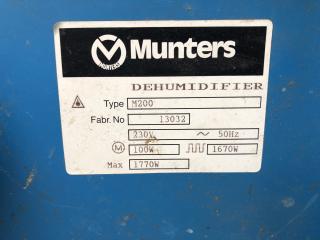 MUNTERS
Munters
DEHUMIDIFIER
Type M200
Fabr. No 13032
230V ~ 50Hz
M 100W 1670W
Max 1770W